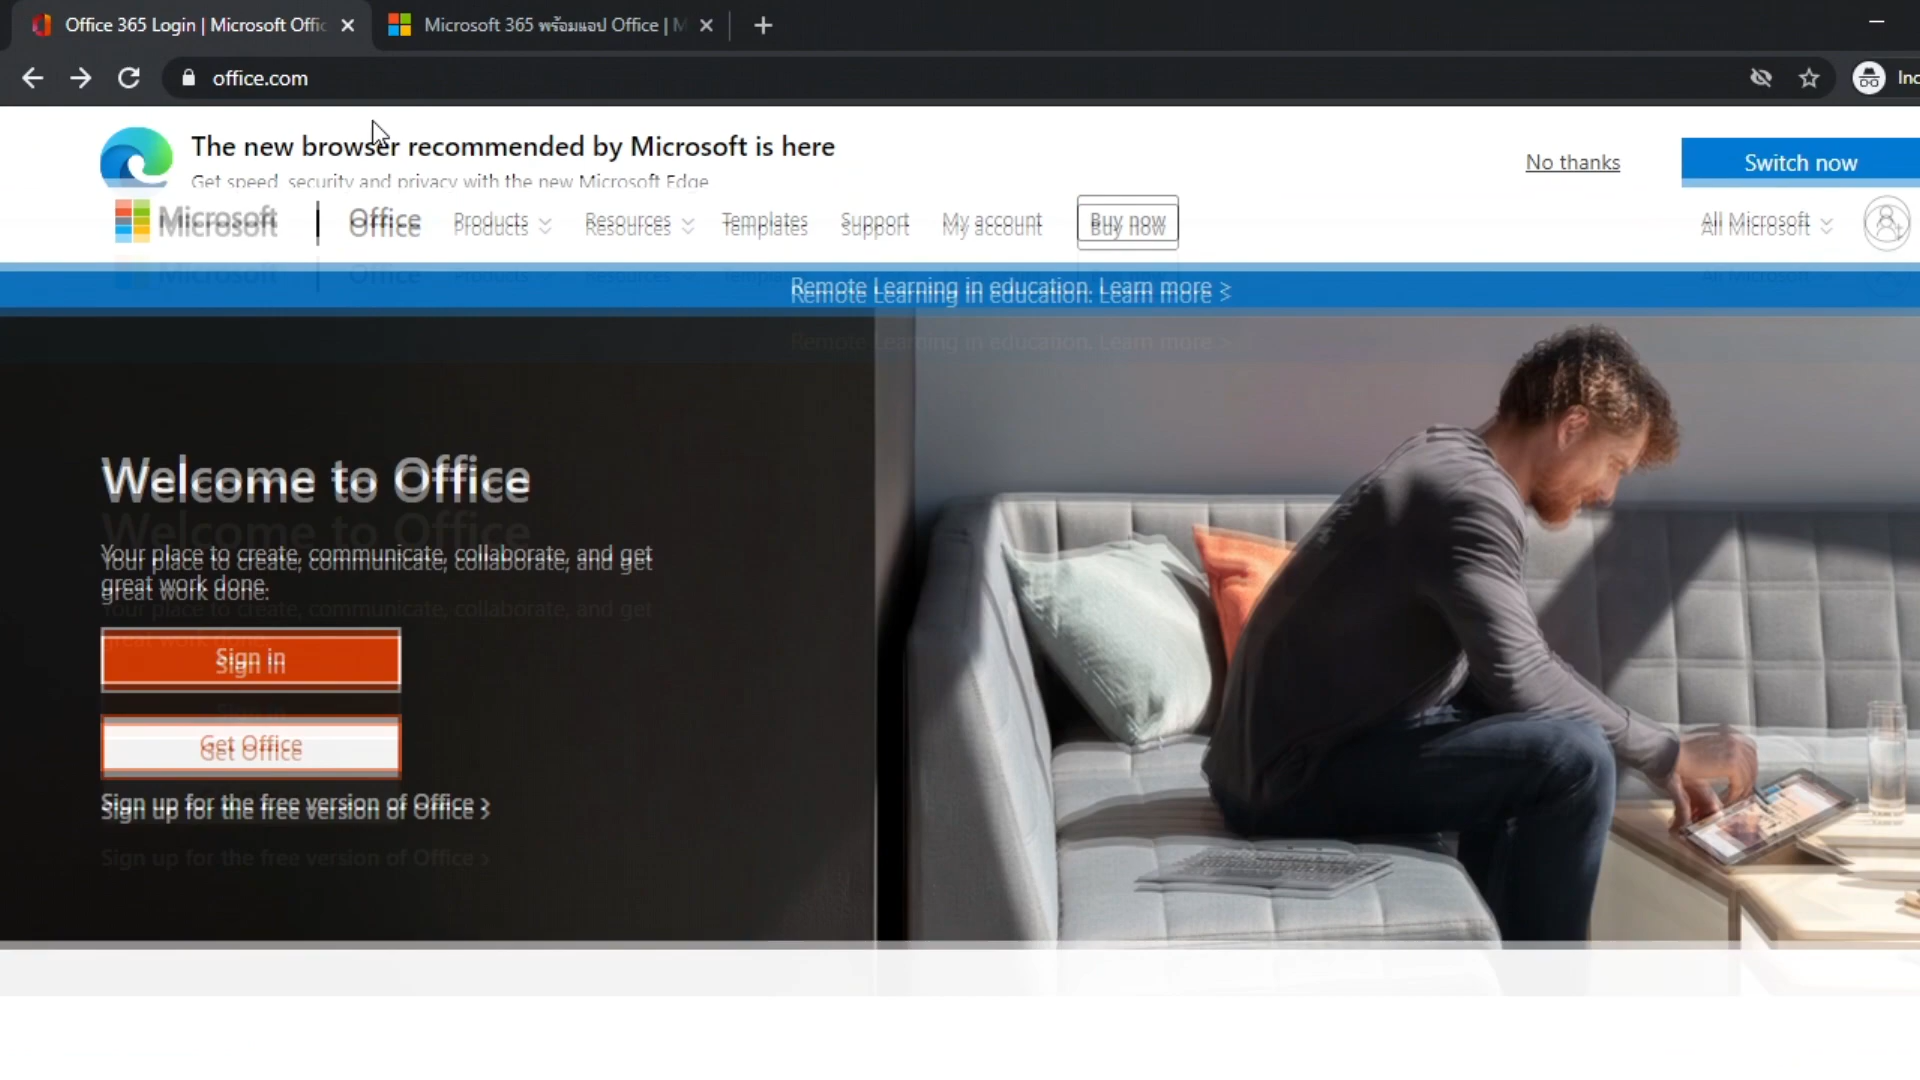 Office 365 Login | Microsoft Offic
Microsoft 365 พร้อมแอป Office | M
office.com
Inc
The new browser recommended by Microsoft is here
Get speed, security and privacy with the new Microsoft Edge
No thanks
Switch now
Microsoft
Office
Products
Resources
Templates
Support
My account
Buy now
All Microsoft
Remote Learning in education. Learn more >
Welcome to Office
Your place to create, communicate, collaborate, and get
great work done.
Sign in
Get Office
Sign up for the free version of Office >